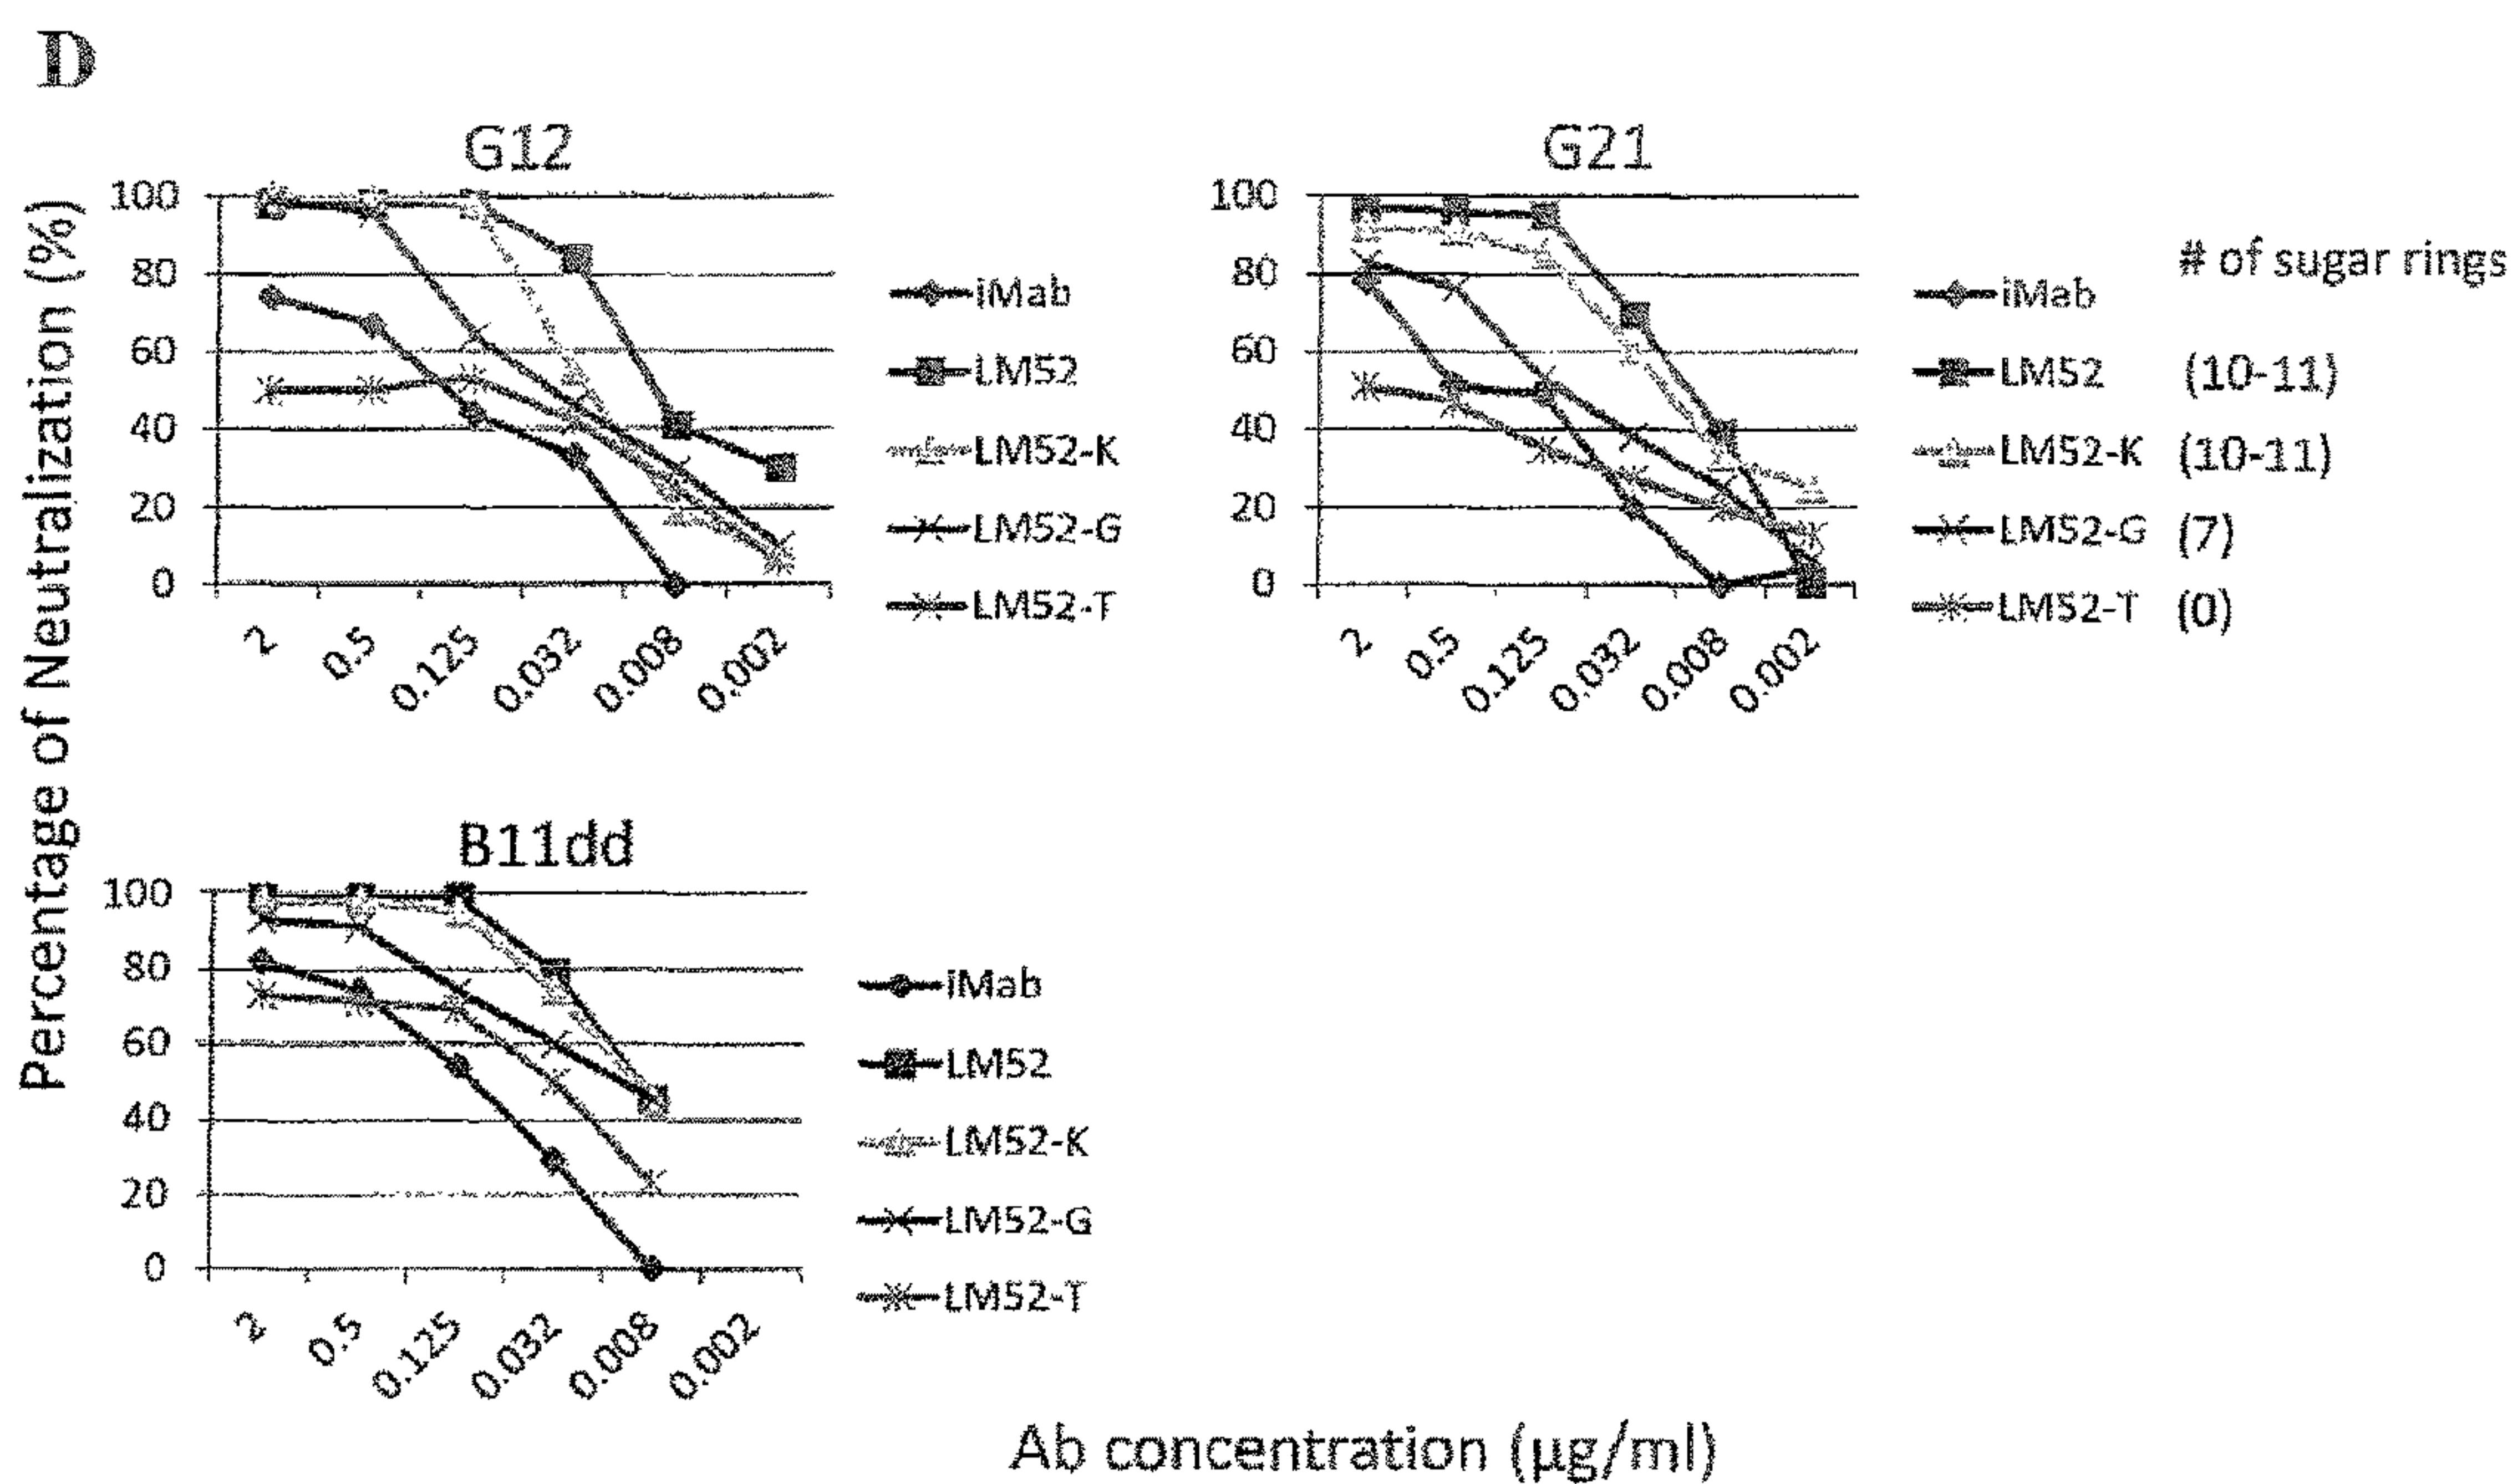 D
Percentage of Neutralization (%)
G12
100
80
60
40
20
0
2
0.5
0.125
0.032
0.008
0.002
iMab
LM52
LM52-K
LM52-G
LM52-T
G21
100
80
60
40
20
0
2
0.5
0.125
0.032
0.008
0.002
# of sugar rings
iMab
LM52 (10-11)
LM52-K (10-11)
LM52-G (7)
LM52-T (0)
B11dd
100
80
60
40
20
0
2
0.5
0.125
0.032
0.008
0.002
iMab
LM52
LM52-K
LM52-G
LM52-T
Ab concentration (µg/ml)